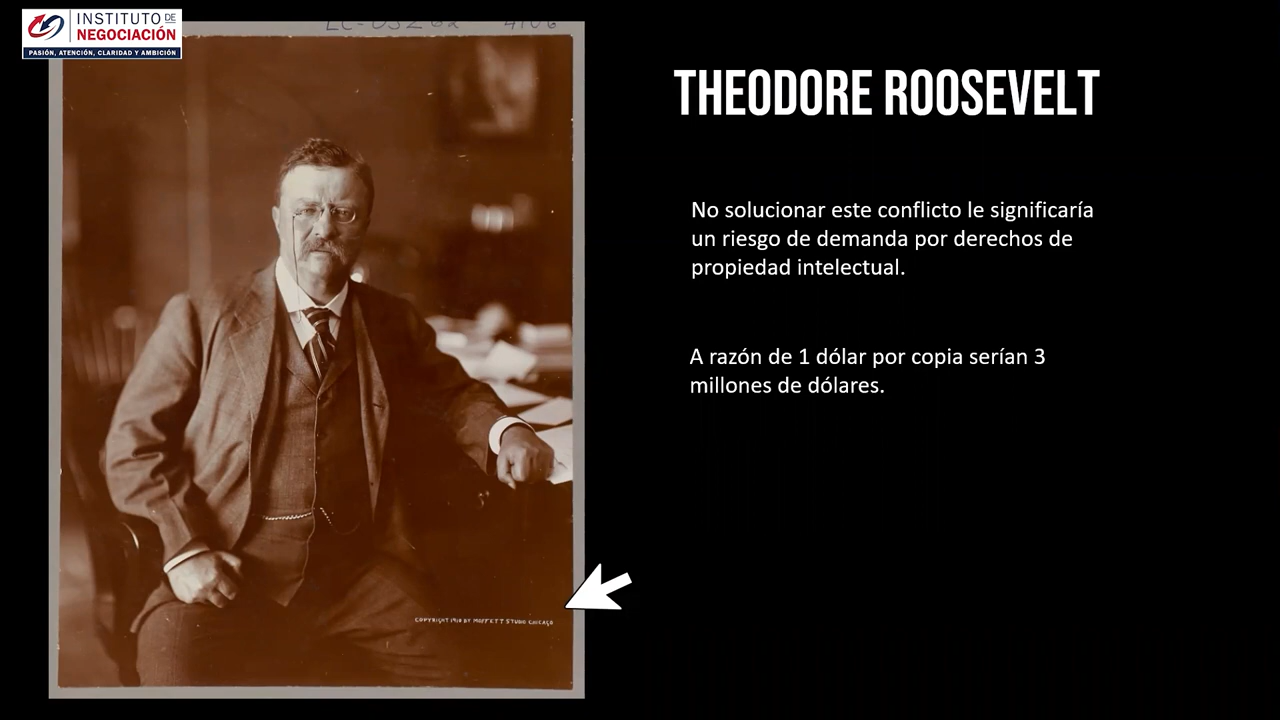 INSTITUTO DE
NEGOCIACIÓN
PASIÓN, ATENCIÓN, CLARIDAD Y AMBICIÓN
THEODORE ROOSEVELT
No solucionar este conflicto le significaría
un riesgo de demanda por derechos de
propiedad intelectual.
A razón de 1 dólar por copia serían 3
millones de dólares.
COPYRIGHT 1910 BY MOFFETT STUDIO CHICAGO